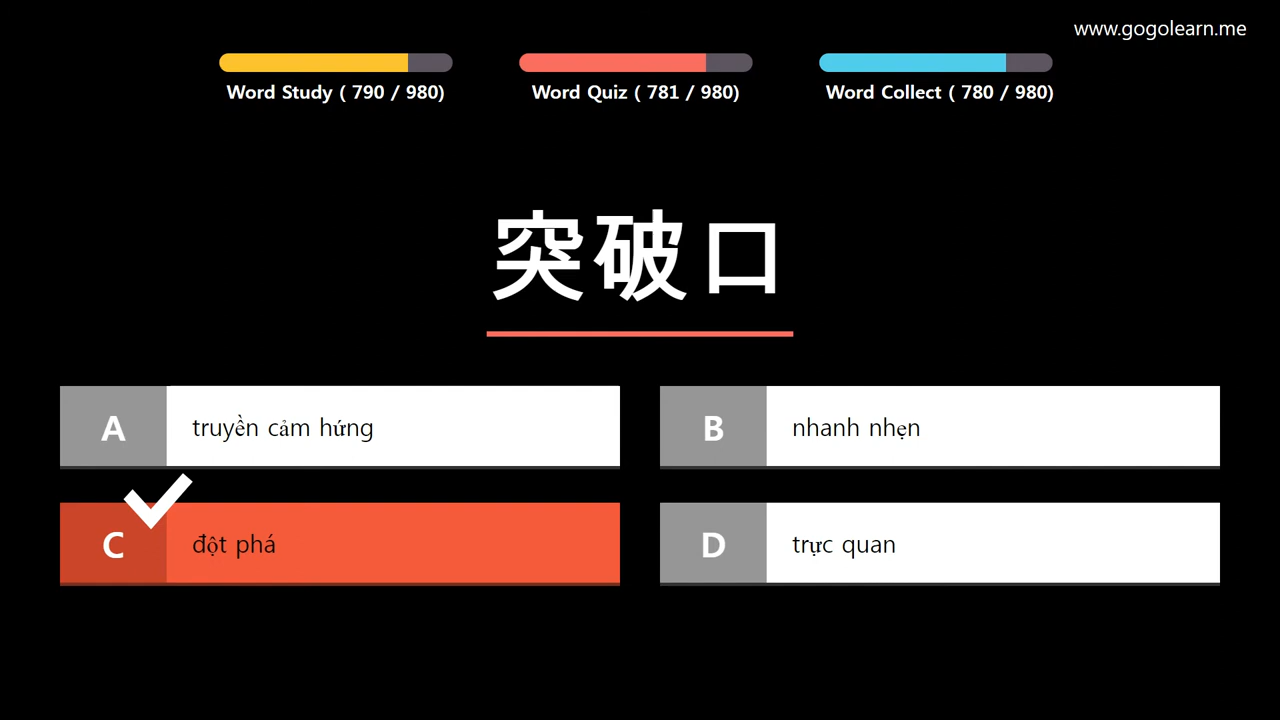 www.gogolearn.me
Word Study ( 790 / 980)
Word Quiz ( 781 / 980)
Word Collect ( 780 / 980)
突破口
A
truyền cảm hứng
B
nhanh nhẹn
C
đột phá
D
trực quan